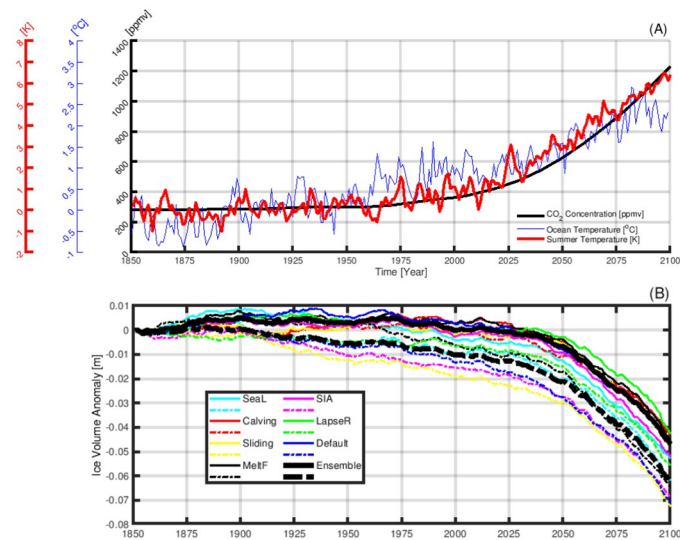 [K]
[°C]
[ppmv]
(A)
8
7
6
5
4
3
2
1
0
-1
-2
4
3.5
3
2.5
2
1.5
1
0.5
0
-0.5
-1
1400
1200
1000
800
600
400
200
0
CO2 Concentration [ppmv]
Ocean Temperature [°C]
Summer Temperature [K]
1850 1875 1900 1925 1950 1975 2000 2025 2050 2075 2100
Time [Year]
(B)
Ice Volume Anomaly [m]
0.01
0
-0.01
-0.02
-0.03
-0.04
-0.05
-0.06
-0.07
-0.08
SeaL SIA
Calving LapseR
Sliding Default
MeltF Ensemble
1850 1875 1900 1925 1950 1975 2000 2025 2050 2075 2100